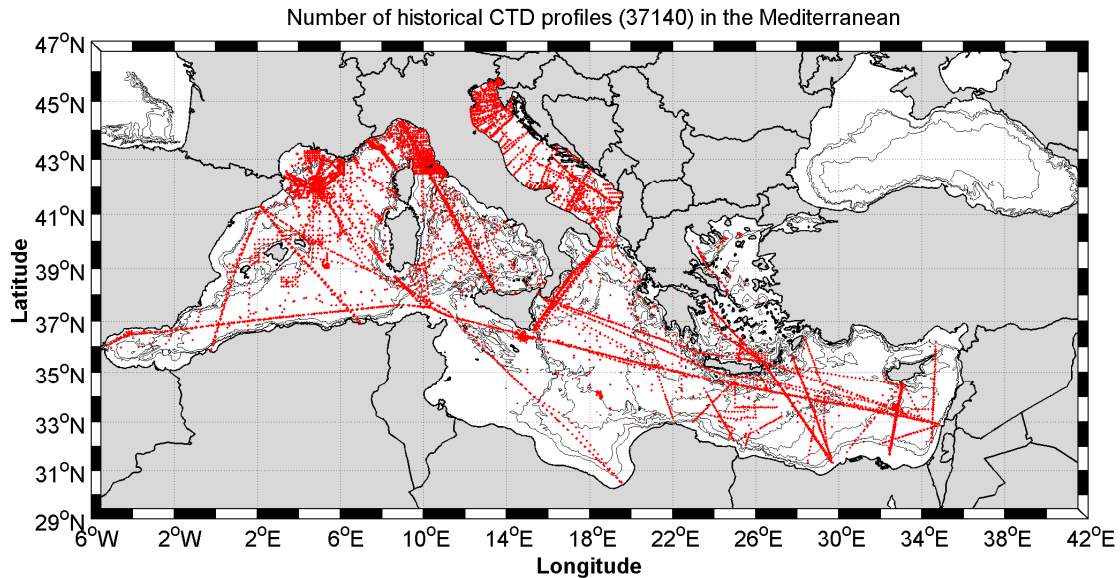 Number of historical CTD profiles (37140) in the Mediterranean
47°N
45°N
43°N
41°N
39°N
37°N
35°N
33°N
31°N
29°N
Latitude
6°W 2°W 2°E 6°E 10°E 14°E 18°E 22°E 26°E 30°E 34°E 38°E 42°E
Longitude